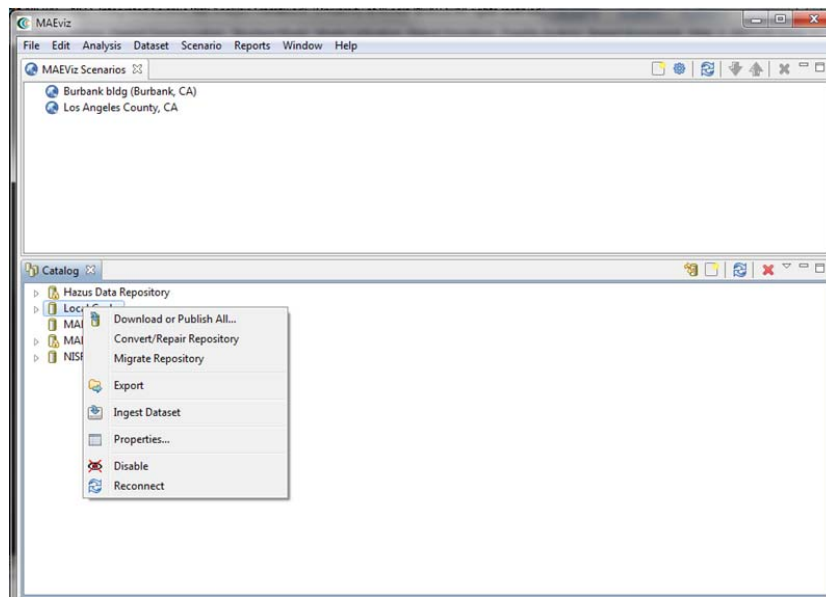 MAEviz
File Edit Analysis Dataset Scenario Reports Window Help
MAEViz Scenarios
Burbank bldg (Burbank, CA)
Los Angeles County, CA
Catalog
Hazus Data Repository
Download or Publish All...
Convert/Repair Repository
Migrate Repository
Export
Ingest Dataset
Properties...
Disable
Reconnect